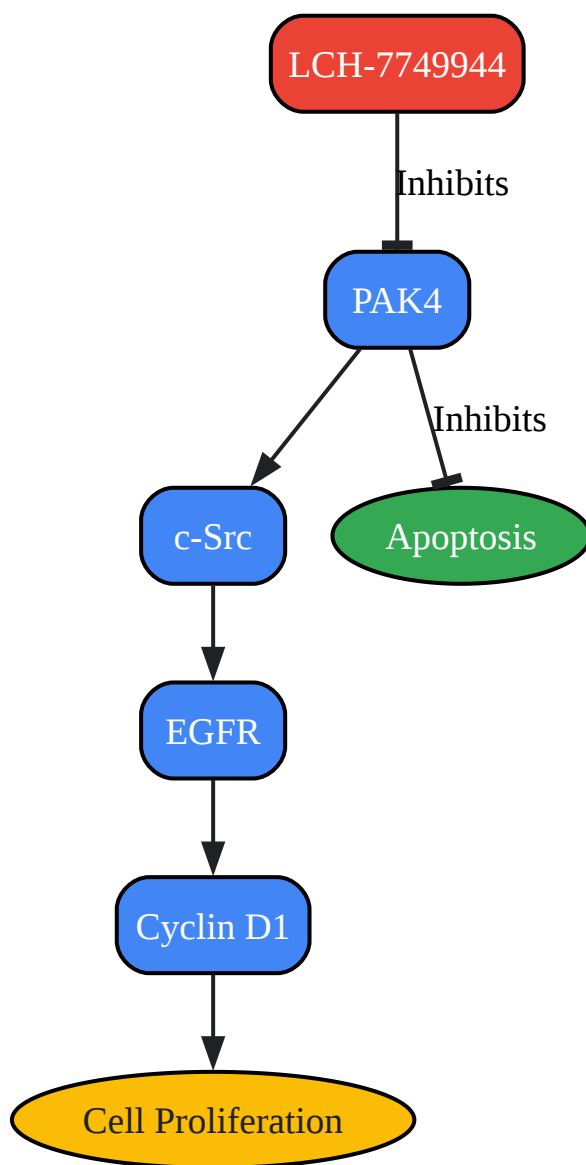 LCH-7749944
Inhibits
PAK4
Inhibits
c-Src
Apoptosis
EGFR
Cyclin D1
Cell Proliferation